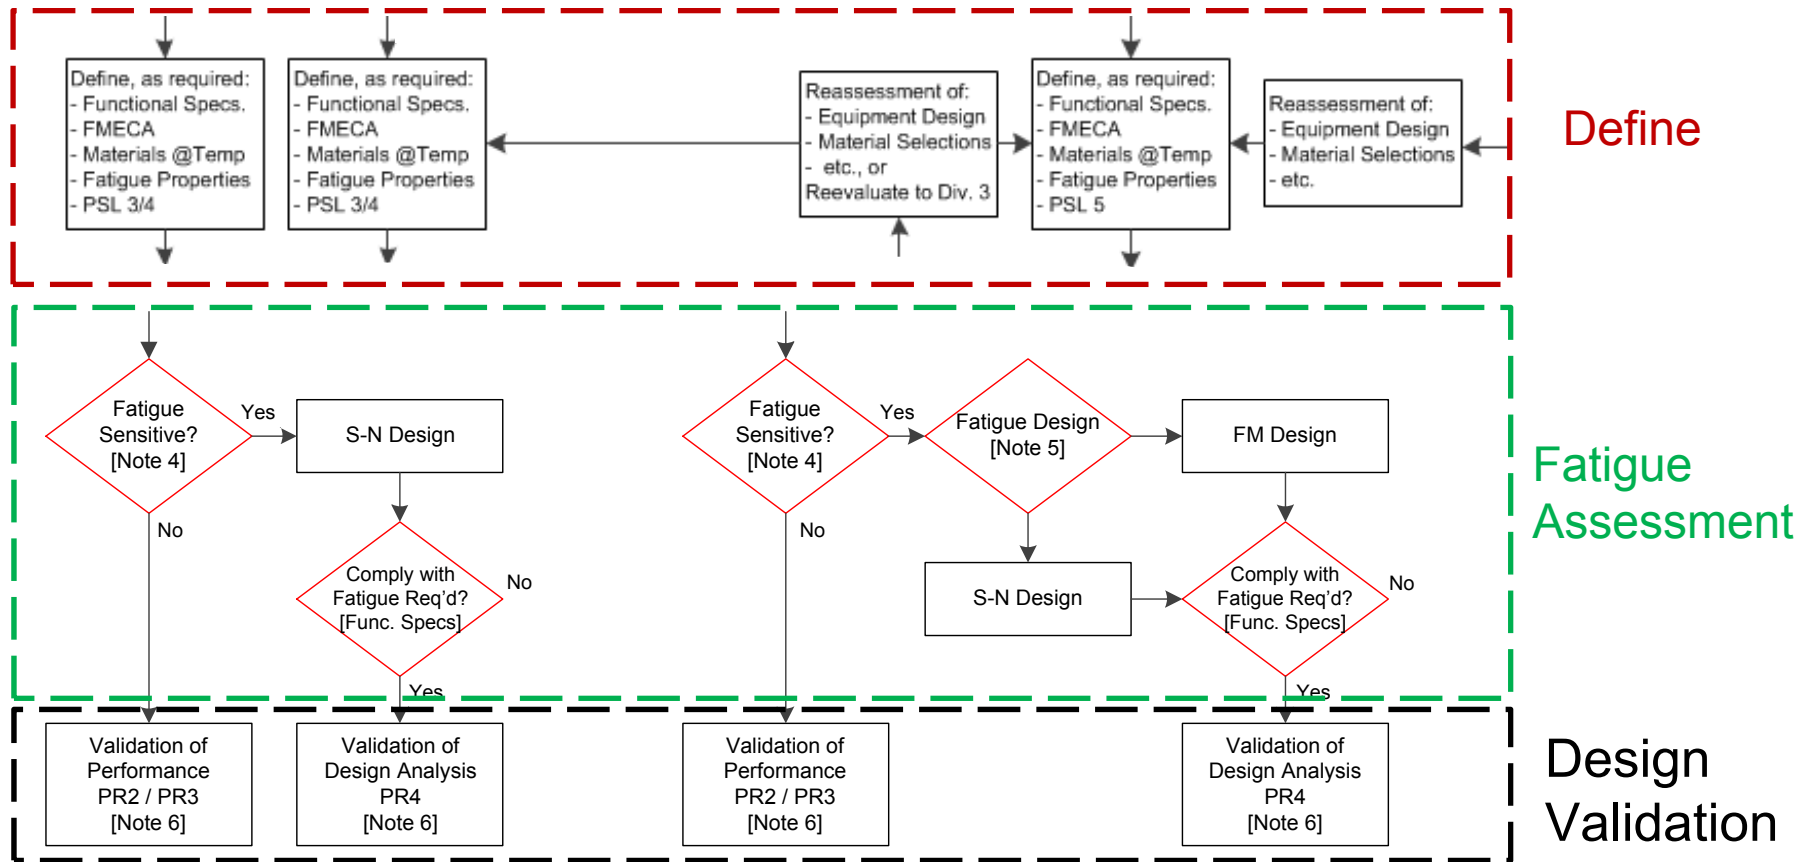 Define, as required:
- Functional Specs.
- FMECA
- Materials @Temp
- Fatigue Properties
- PSL 3/4
Define, as required:
- Functional Specs.
- FMECA
- Materials @Temp
- Fatigue Properties
- PSL 3/4
Reassessment of:
- Equipment Design
- Material Selections
- etc., or
Reevaluate to Div. 3
Define, as required:
- Functional Specs.
- FMECA
- Materials @Temp
- Fatigue Properties
- PSL 5
Reassessment of:
- Equipment Design
- Material Selections
- etc.
Define
Fatigue
Sensitive?
[Note 4]
Yes
No
S-N Design
Comply with
Fatigue Req'd?
[Func. Specs]
No
Yes
Fatigue
Sensitive?
[Note 4]
Yes
No
Fatigue Design
[Note 5]
FM Design
S-N Design
Comply with
Fatigue Req'd?
[Func. Specs]
No
Yes
Fatigue
Assessment
Validation of
Performance
PR2 / PR3
[Note 6]
Validation of
Design Analysis
PR4
[Note 6]
Validation of
Performance
PR2 / PR3
[Note 6]
Validation of
Design Analysis
PR4
[Note 6]
Design
Validation